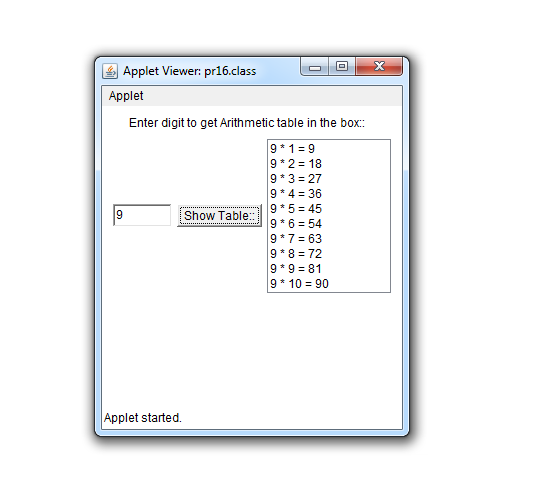 Applet Viewer: pr16.class
Applet
Enter digit to get Arithmetic table in the box::
9
Show Table::
9 * 1 = 9
9 * 2 = 18
9 * 3 = 27
9 * 4 = 36
9 * 5 = 45
9 * 6 = 54
9 * 7 = 63
9 * 8 = 72
9 * 9 = 81
9 * 10 = 90
Applet started.